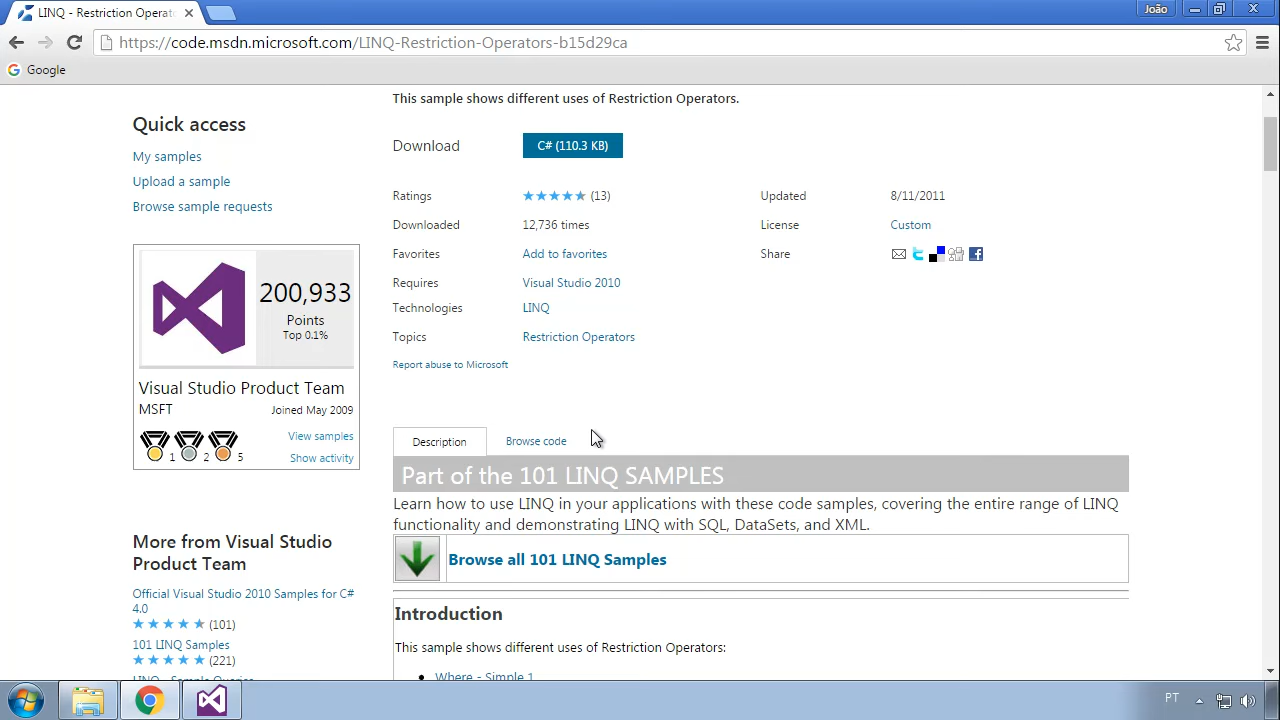 LINQ - Restriction Operato
João
https://code.msdn.microsoft.com/LINQ-Restriction-Operators-b15d29ca
Google
This sample shows different uses of Restriction Operators.
Quick access
My samples
Upload a sample
Browse sample requests
Download
C# (110.3 KB)
Ratings
(13)
Updated
8/11/2011
Downloaded
12,736 times
License
Custom
Favorites
Add to favorites
Share
Requires
Visual Studio 2010
Technologies
LINQ
Topics
Restriction Operators
Report abuse to Microsoft
200,933
Points
Top 0.1%
Visual Studio Product Team
MSFT
Joined May 2009
1
2
5
View samples
Show activity
Description
Browse code
Part of the 101 LINQ SAMPLES
Learn how to use LINQ in your applications with these code samples, covering the entire range of LINQ
functionality and demonstrating LINQ with SQL, DataSets, and XML.
Browse all 101 LINQ Samples
Introduction
This sample shows different uses of Restriction Operators:
Where - Simple 1
More from Visual Studio
Product Team
Official Visual Studio 2010 Samples for C#
4.0
(101)
101 LINQ Samples
(221)
LINQ - Sample Queries
PT